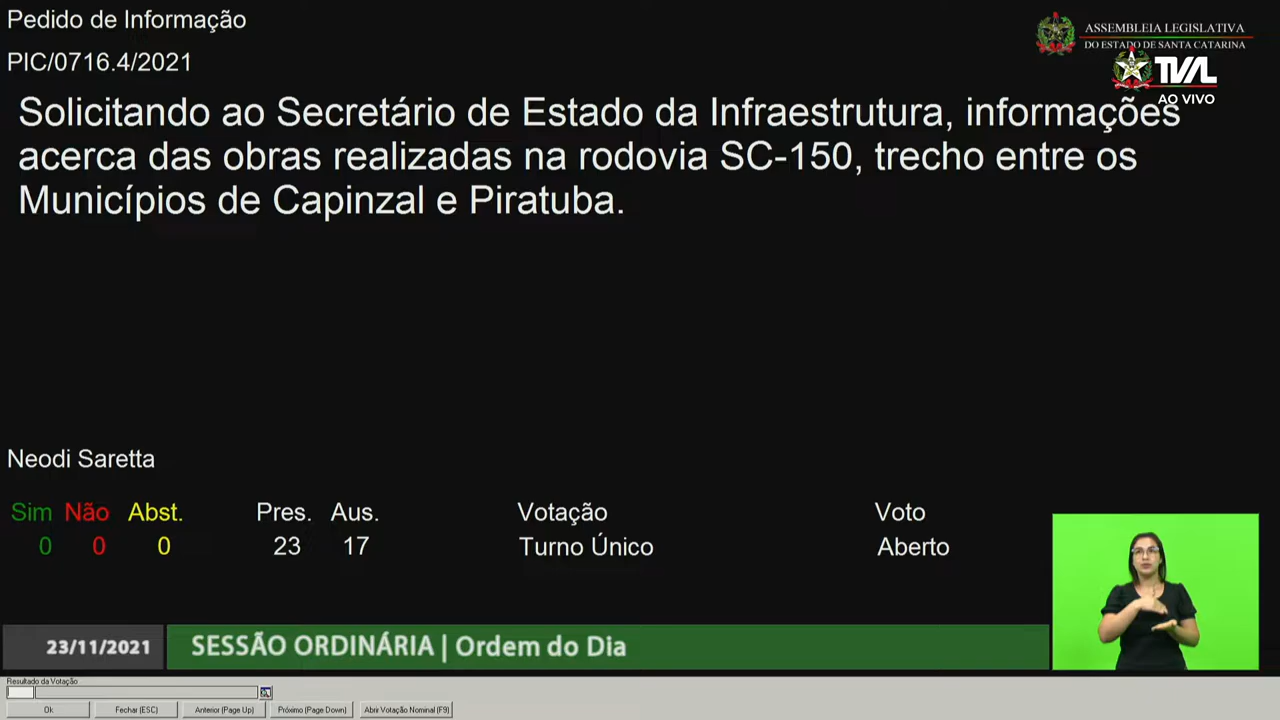 Pedido de Informação
PIC/0716.4/2021
ASSEMBLEIA LEGISLATIVA
DO ESTADO DE SANTA CATARINA
TVAL
AO VIVO
Solicitando ao Secretário de Estado da Infraestrutura, informações
acerca das obras realizadas na rodovia SC-150, trecho entre os
Municípios de Capinzal e Piratuba.
Neodi Saretta
Sim Não Abst. Pres. Aus. Votação Voto
0 0 0 23 17 Turno Único Aberto
23/11/2021 SESSÃO ORDINÁRIA | Ordem do Dia
Resultado da Votação
Ok Fechar (ESC) Anterior (Page Up) Próximo (Page Down) Abrir Votação Nominal (F9)